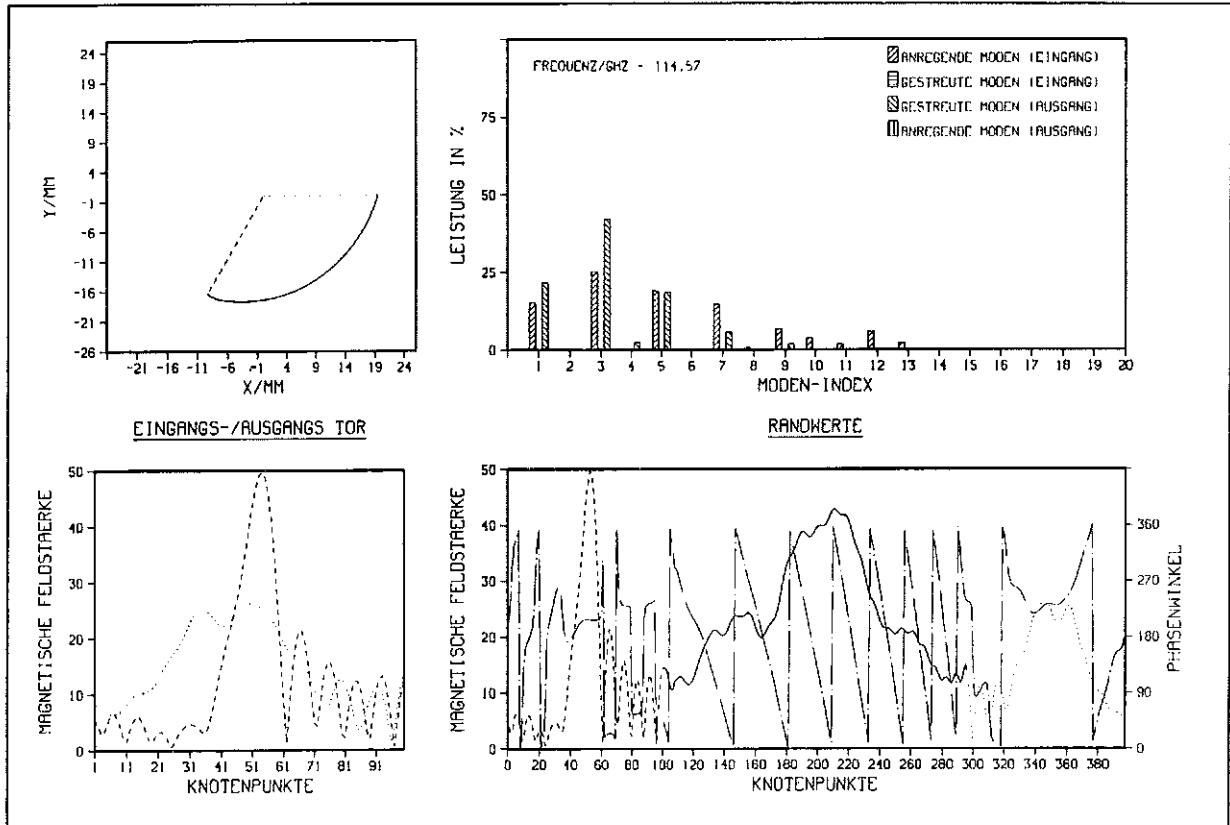 26
24
19
14
9
4
-1
-6
-11
-16
-21
-26
Y/MM
-21 -16 -11 -6 -1 4 9 14 19 24
X/MM
FREQUENZ/GHZ - 114.57
ANREGENDE MODEN (EINGANG)
GESTREUTE MODEN (EINGANG)
GESTREUTE MODEN (AUSGANG)
ANREGENDE MODEN (AUSGANG)
75
50
25
0
LEISTUNG IN %
1 2 3 4 5 6 7 8 9 10 11 12 13 14 15 16 17 18 19 20
MODEN-INDEX
EINGANGS-/AUSGANGS TOR
50
40
30
20
10
0
MAGNETISCHE FELDSTAERKE
1 11 21 31 41 51 61 71 81 91
KNOTENPUNKTE
RANDWERTE
50
40
30
20
10
0
MAGNETISCHE FELDSTAERKE
360
270
180
90
0
PHASENWINKEL
0 20 40 60 80 100 120 140 160 180 200 220 240 260 280 300 320 340 360 380
KNOTENPUNKTE